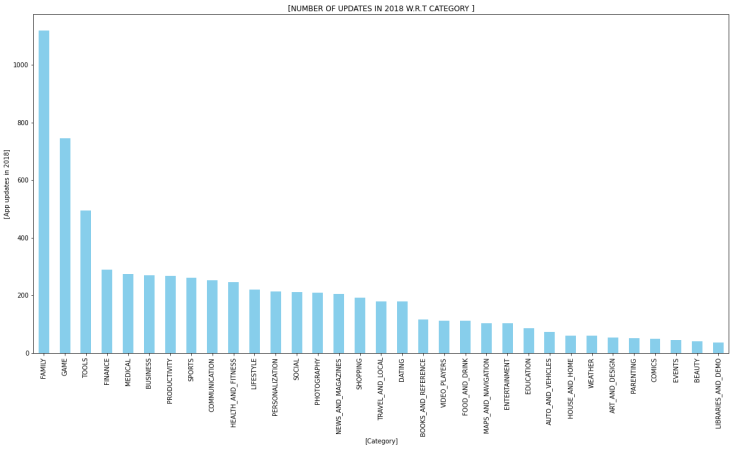 [NUMBER OF UPDATES IN 2018 W.R.T CATEGORY ]
[App updates in 2018]
1000
800
600
400
200
0
FAMILY
GAME
TOOLS
FINANCE
MEDICAL
BUSINESS
PRODUCTIVITY
SPORTS
COMMUNICATION
HEALTH_AND_FITNESS
LIFESTYLE
PERSONALIZATION
SOCIAL
PHOTOGRAPHY
NEWS_AND_MAGAZINES
SHOPPING
TRAVEL_AND_LOCAL
DATING
BOOKS_AND_REFERENCE
VIDEO_PLAYERS
FOOD_AND_DRINK
MAPS_AND_NAVIGATION
ENTERTAINMENT
EDUCATION
AUTO_AND_VEHICLES
HOUSE_AND_HOME
WEATHER
ART_AND_DESIGN
PARENTING
COMICS
EVENTS
BEAUTY
LIBRARIES_AND_DEMO
[Category]